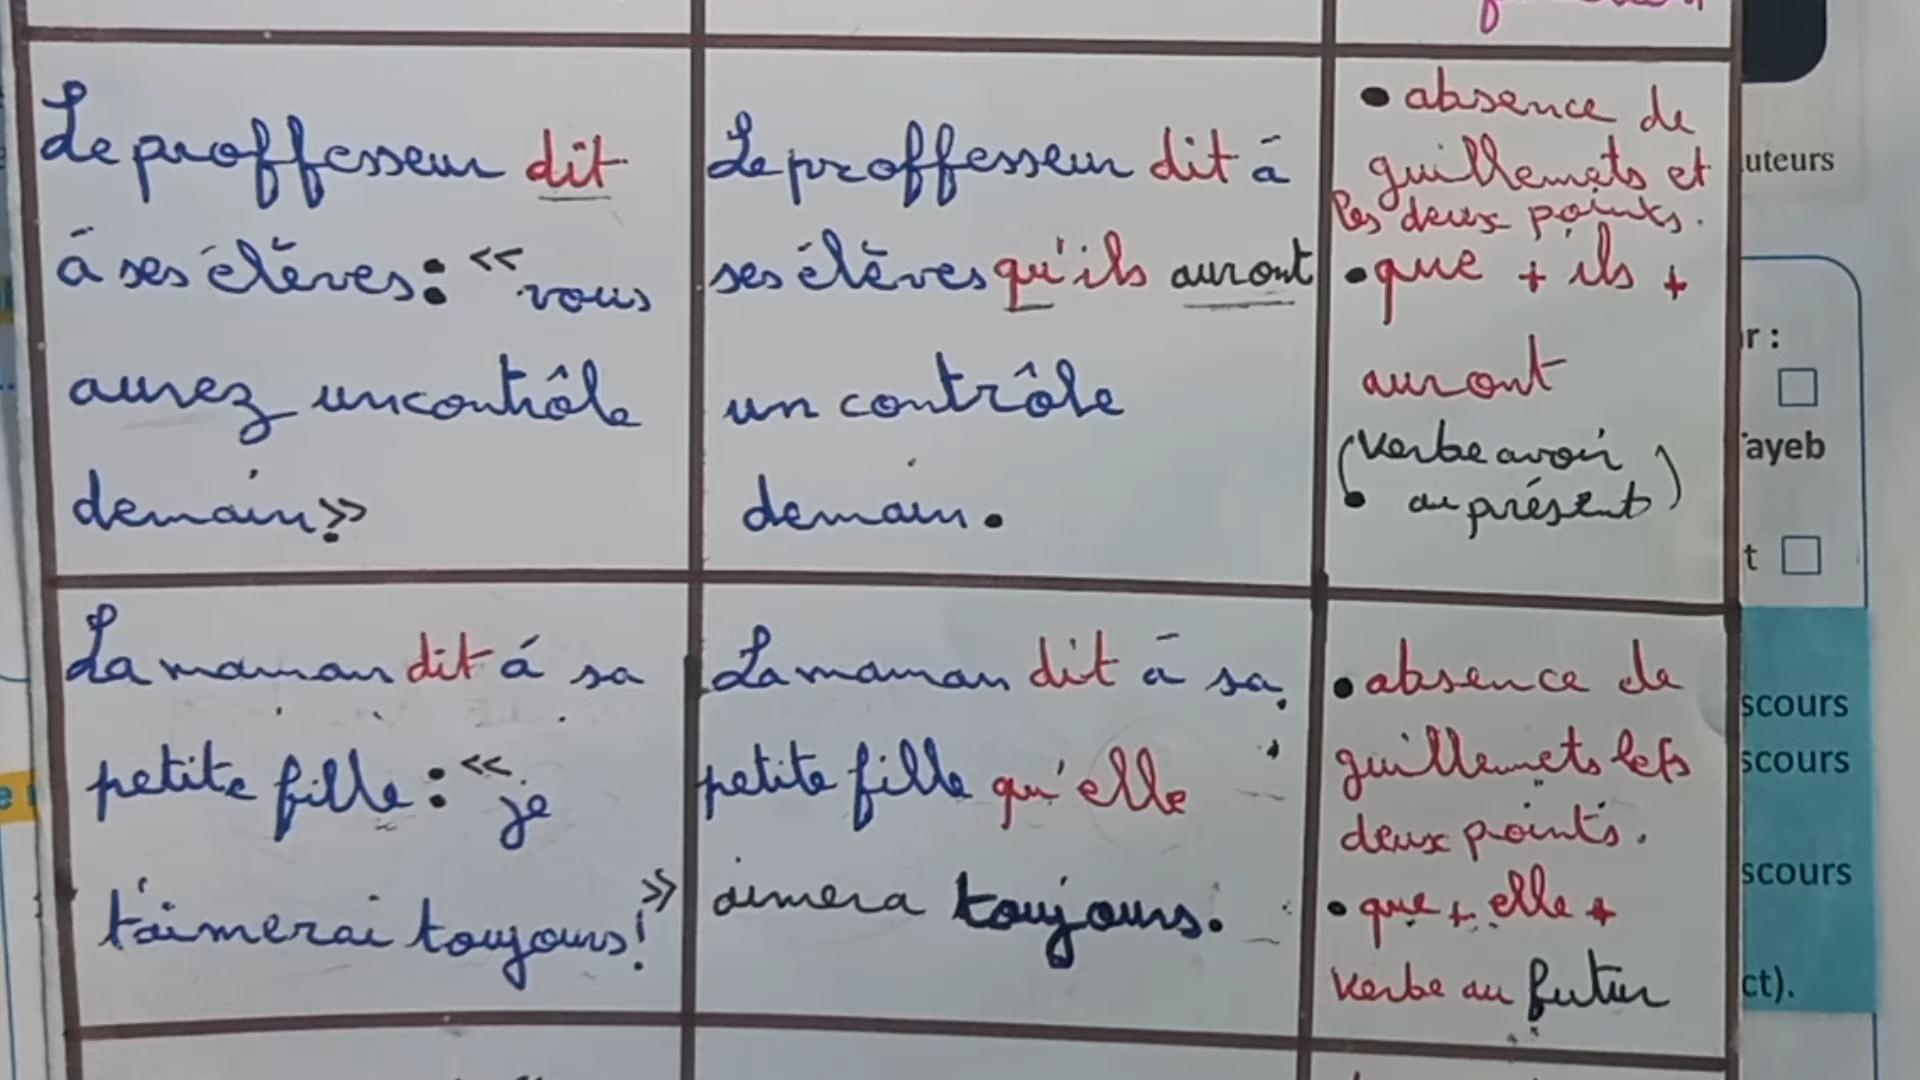 Le proffesseur dit
à ses élèves: «vous
aurez un contrôle
demain».
Le proffesseur dit à
ses élèves qu'ils auront
un contrôle
demain.
• absence de
guillemets et
les deux points.
• que + ils +
auront
(verbe avoir
• au présent)
La maman dit à sa
petite fille: «je
t'aimerai toujours!»
La maman dit à sa
petite fille qu'elle
aimera toujours.
• absence de
guillemets les
deux points.
• que + elle +
verbe au futur
uteurs
r :
ayeb
t
scours
scours
scours
ct).